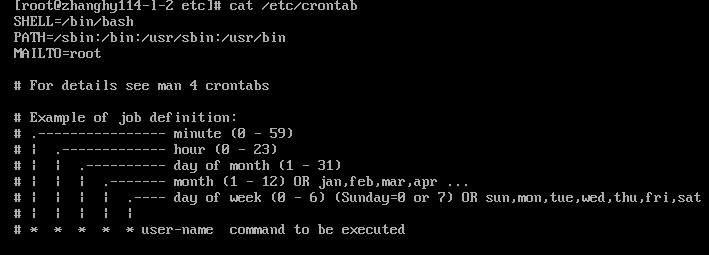 [root@zhanghy114-l-2 etc]# cat /etc/crontab
SHELL=/bin/bash
PATH=/sbin:/bin:/usr/sbin:/usr/bin
MAILTO=root

# For details see man 4 crontabs

# Example of job definition:
# .---------------- minute (0 - 59)
# |  .------------- hour (0 - 23)
# |  |  .---------- day of month (1 - 31)
# |  |  |  .------- month (1 - 12) OR jan,feb,mar,apr ...
# |  |  |  |  .---- day of week (0 - 6) (Sunday=0 or 7) OR sun,mon,tue,wed,thu,fri,sat
# |  |  |  |  |
# *  *  *  *  * user-name  command to be executed